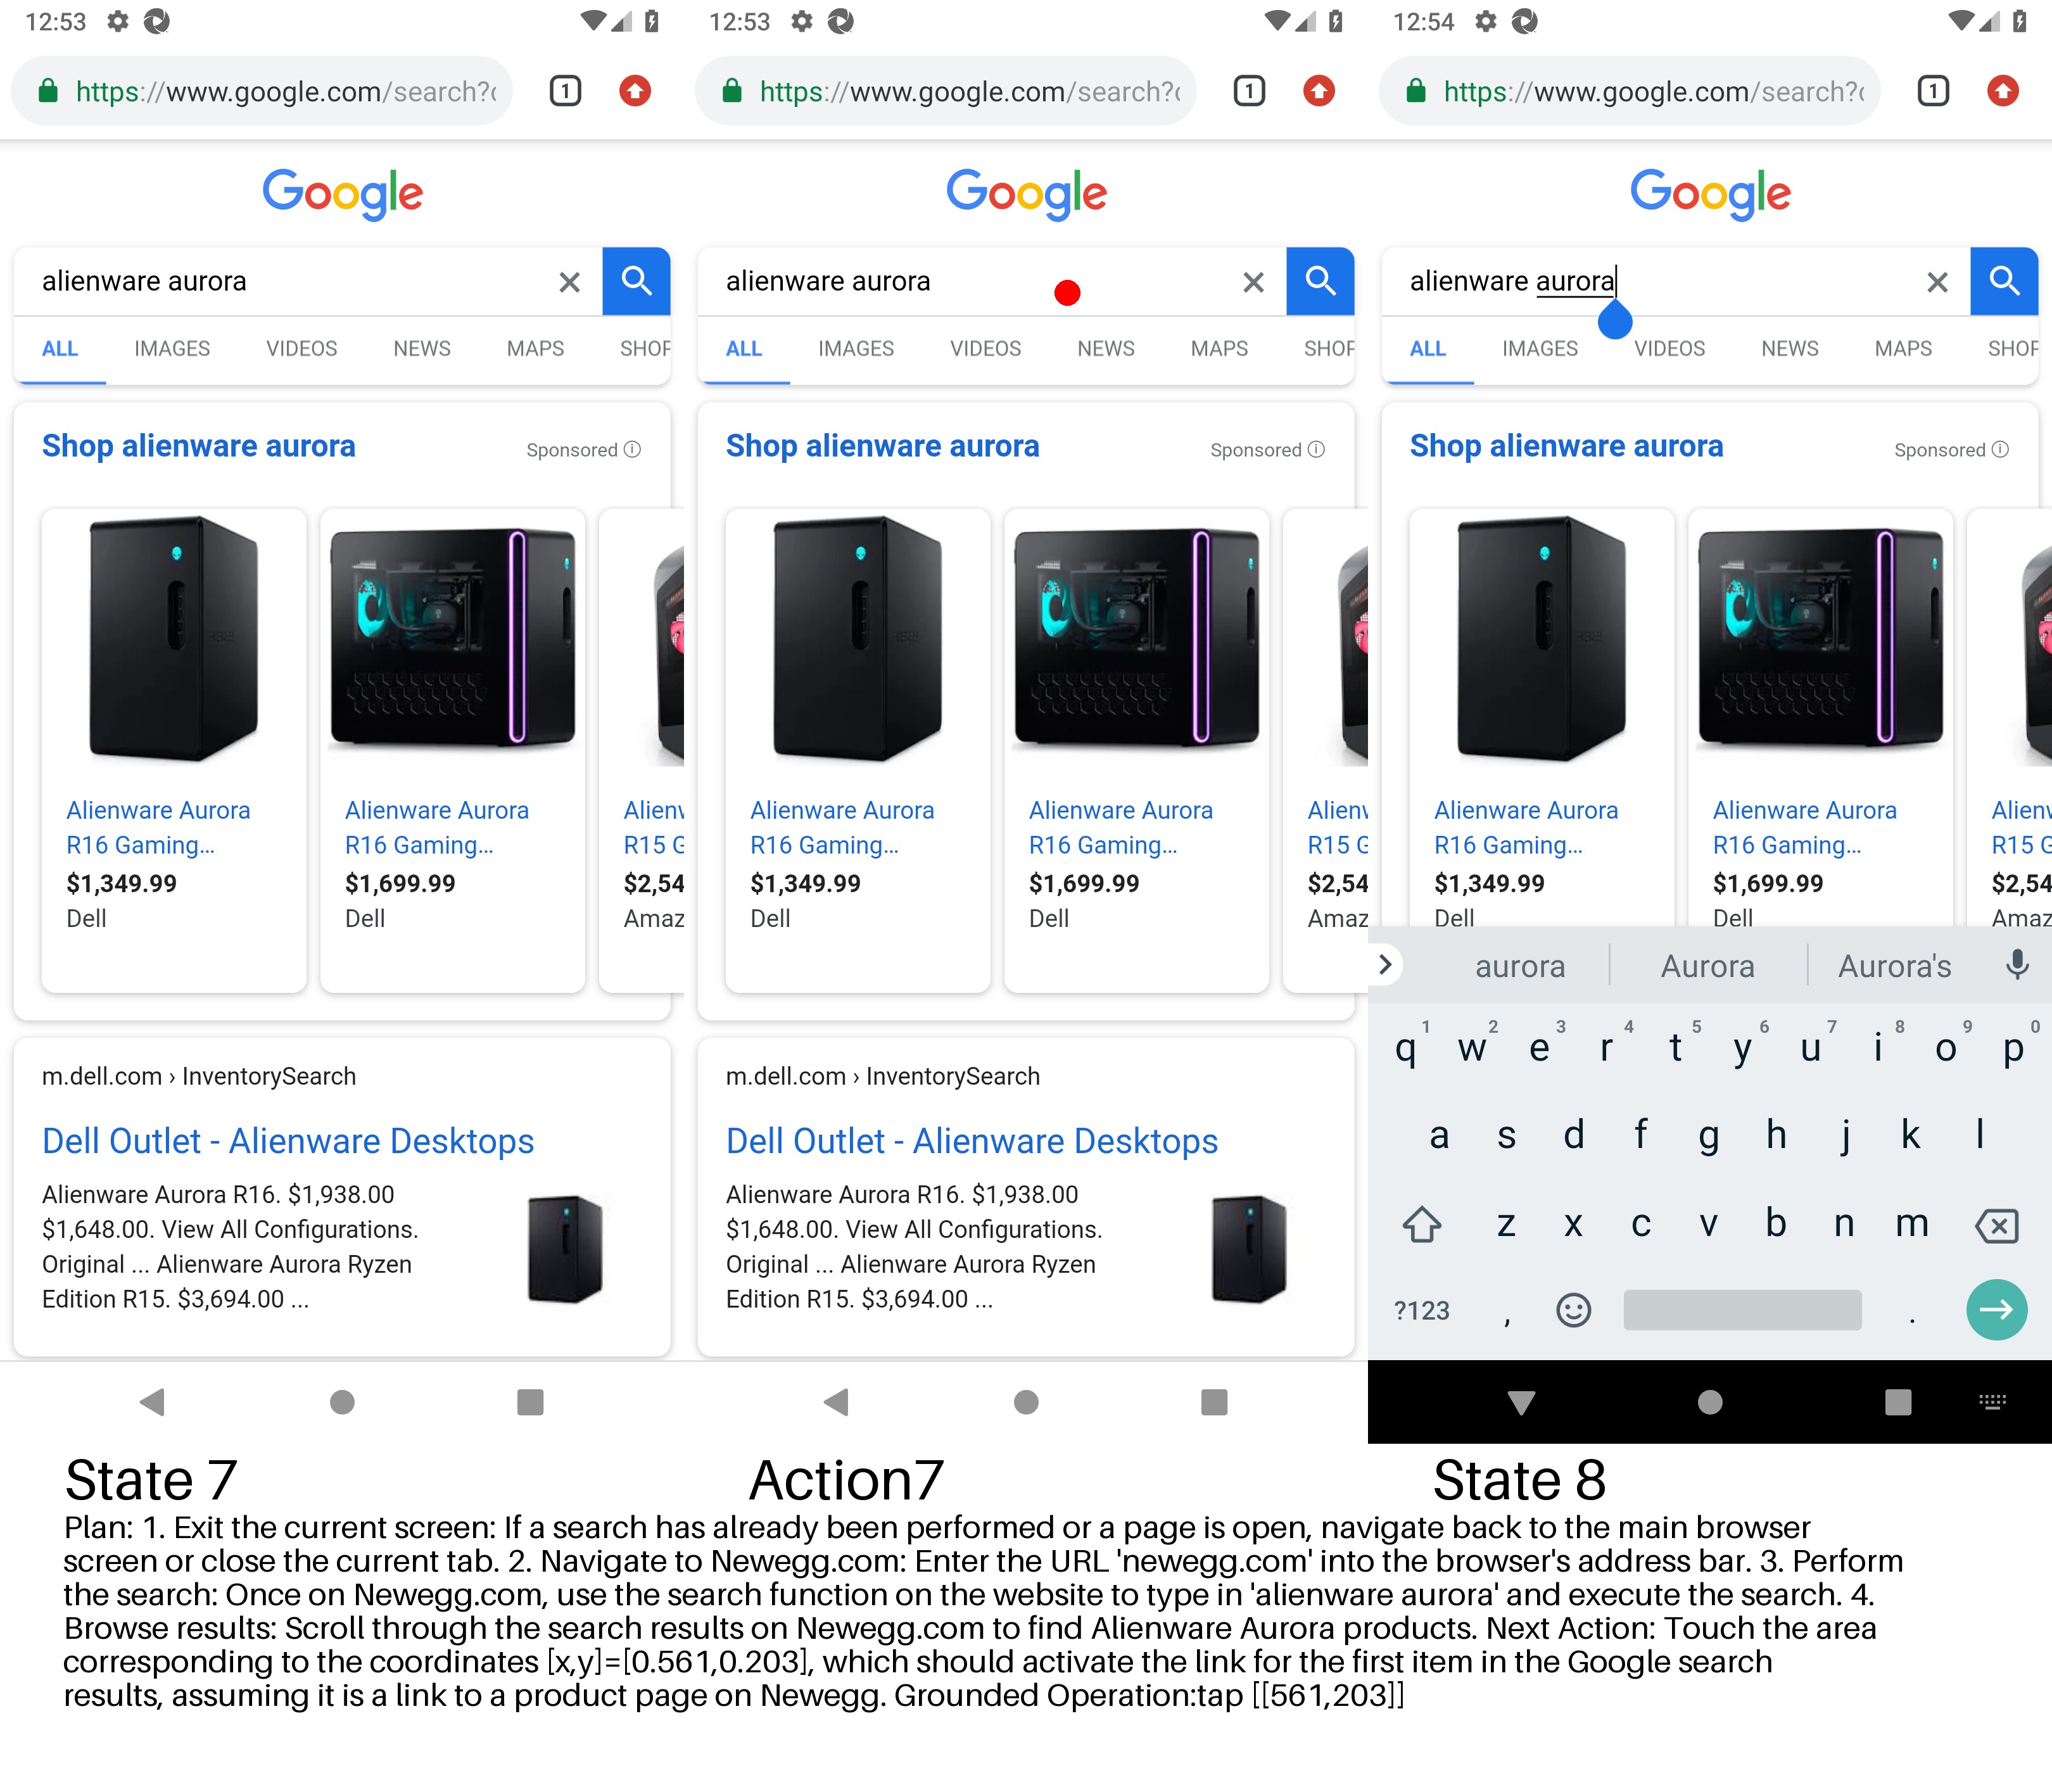 12:53
https://www.google.com/search?q
1
Google
alienware aurora
ALL IMAGES VIDEOS NEWS MAPS SHOP
Shop alienware aurora
Sponsored
Alienware Aurora
R16 Gaming...
$1,349.99
Dell
Alienware Aurora
R16 Gaming...
$1,699.99
Dell
Alienw
R15 G
$2,54
Amaz
m.dell.com › InventorySearch
Dell Outlet - Alienware Desktops
Alienware Aurora R16. $1,938.00
$1,648.00. View All Configurations.
Original ... Alienware Aurora Ryzen
Edition R15. $3,694.00 ...
12:53
https://www.google.com/search?q
1
Google
alienware aurora
ALL IMAGES VIDEOS NEWS MAPS SHOP
Shop alienware aurora
Sponsored
Alienware Aurora
R16 Gaming...
$1,349.99
Dell
Alienware Aurora
R16 Gaming...
$1,699.99
Dell
Alienw
R15 G
$2,54
Amaz
m.dell.com › InventorySearch
Dell Outlet - Alienware Desktops
Alienware Aurora R16. $1,938.00
$1,648.00. View All Configurations.
Original ... Alienware Aurora Ryzen
Edition R15. $3,694.00 ...
12:54
https://www.google.com/search?q
1
Google
alienware aurora
ALL IMAGES VIDEOS NEWS MAPS SHOP
Shop alienware aurora
Sponsored
Alienware Aurora
R16 Gaming...
$1,349.99
Dell
Alienware Aurora
R16 Gaming...
$1,699.99
Dell
Alienw
R15 G
$2,54
Amaz
aurora Aurora Aurora's
1 2 3 4 5 6 7 8 9 0
q w e r t y u i o p
a s d f g h j k l
z x c v b n m
?123 , .
State 7
Action7
State 8
Plan: 1. Exit the current screen: If a search has already been performed or a page is open, navigate back to the main browser
screen or close the current tab. 2. Navigate to Newegg.com: Enter the URL 'newegg.com' into the browser's address bar. 3. Perform
the search: Once on Newegg.com, use the search function on the website to type in 'alienware aurora' and execute the search. 4.
Browse results: Scroll through the search results on Newegg.com to find Alienware Aurora products. Next Action: Touch the area
corresponding to the coordinates [x,y]=[0.561,0.203], which should activate the link for the first item in the Google search
results, assuming it is a link to a product page on Newegg. Grounded Operation:tap [[561,203]]